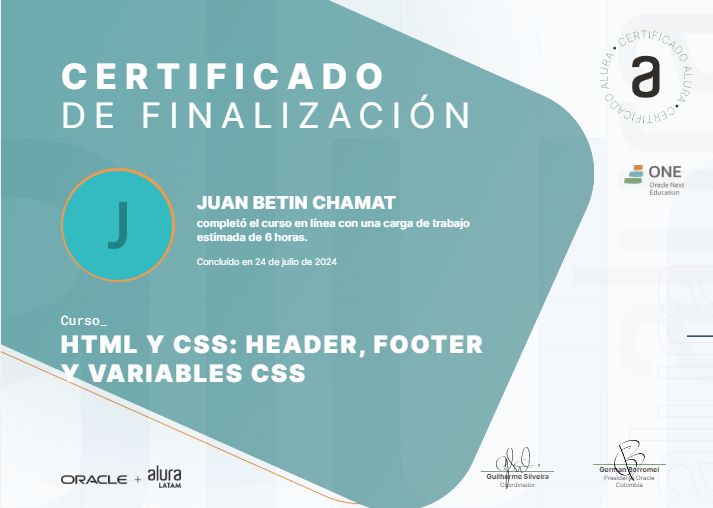 CERTIFICADO
DE FINALIZACIÓN
CERTIFICADO ALURA • CERTIFICADO ALURA •
a
ONE
Oracle Next
Education
J
JUAN BETIN CHAMAT
completó el curso en línea con una carga de trabajo
estimada de 6 horas.
Concluído en 24 de julio de 2024
Curso_
HTML Y CSS: HEADER, FOOTER
Y VARIABLES CSS
ORACLE + alura
LATAM
Guilherme Silveira
Coordinador
German Borromei
Presidente Oracle
Colombia